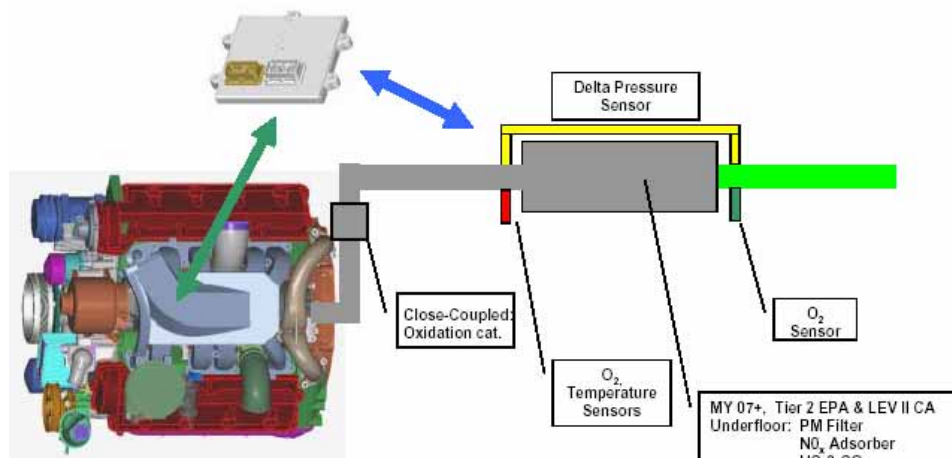 Delta Pressure
Sensor
Close-Coupled:
Oxidation cat.
O₂
Sensor
O₂,
Temperature
Sensors
MY 07+, Tier 2 EPA & LEV II CA
Underfloor: PM Filter
N0ₓ Adsorber